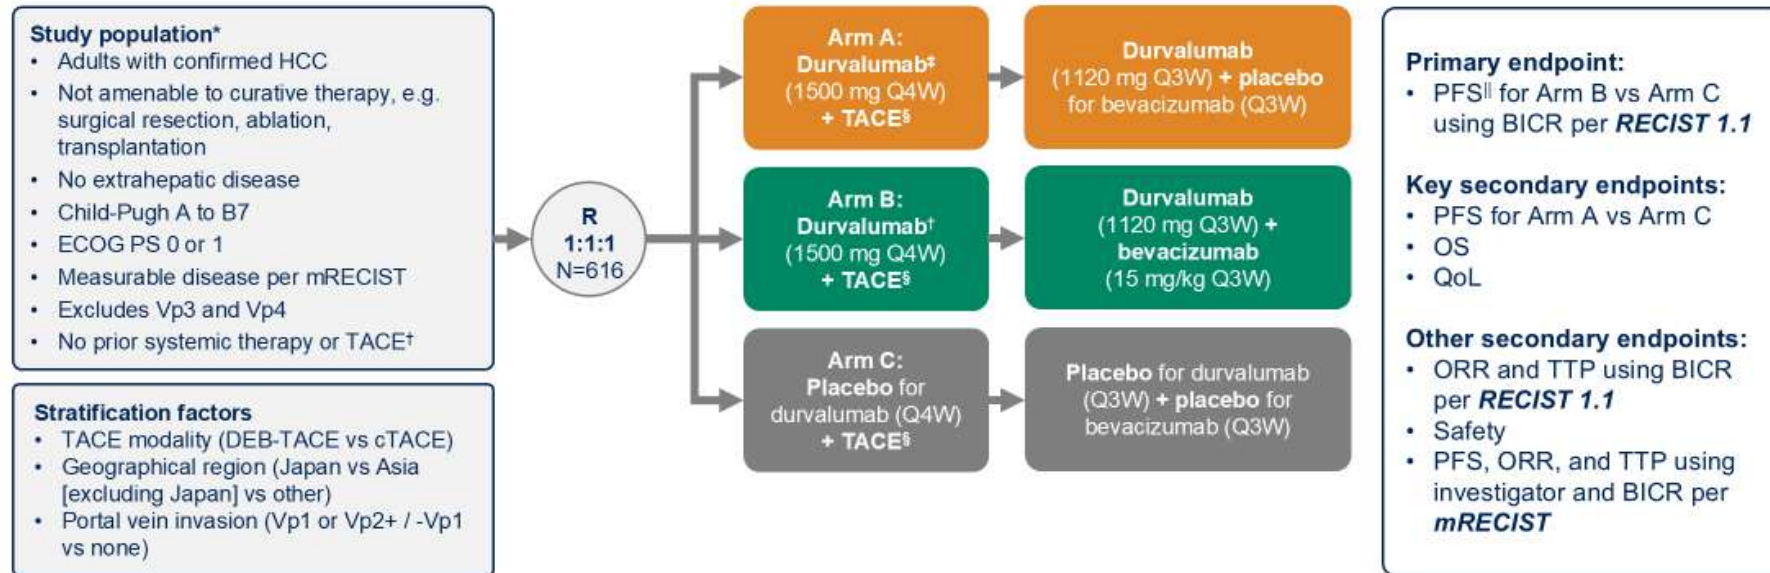 Study population*
• Adults with confirmed HCC
• Not amenable to curative therapy, e.g.
surgical resection, ablation,
transplantation
• No extrahepatic disease
• Child-Pugh A to B7
• ECOG PS 0 or 1
• Measurable disease per mRECIST
• Excludes Vp3 and Vp4
• No prior systemic therapy or TACE†
Stratification factors
• TACE modality (DEB-TACE vs cTACE)
• Geographical region (Japan vs Asia
[excluding Japan] vs other)
• Portal vein invasion (Vp1 or Vp2+ / -Vp1
vs none)
R
1:1:1
N=616
Arm A:
Durvalumab‡
(1500 mg Q4W)
+ TACE§
Durvalumab
(1120 mg Q3W) + placebo
for bevacizumab (Q3W)
Arm B:
Durvalumab†
(1500 mg Q4W)
+ TACE§
Durvalumab
(1120 mg Q3W) +
bevacizumab
(15 mg/kg Q3W)
Arm C:
Placebo for
durvalumab (Q4W)
+ TACE§
Placebo for durvalumab
(Q3W) + placebo for
bevacizumab (Q3W)
Primary endpoint:
• PFS|| for Arm B vs Arm C
using BICR per RECIST 1.1
Key secondary endpoints:
• PFS for Arm A vs Arm C
• OS
• QoL
Other secondary endpoints:
• ORR and TTP using BICR
per RECIST 1.1
• Safety
• PFS, ORR, and TTP using
investigator and BICR per
mRECIST